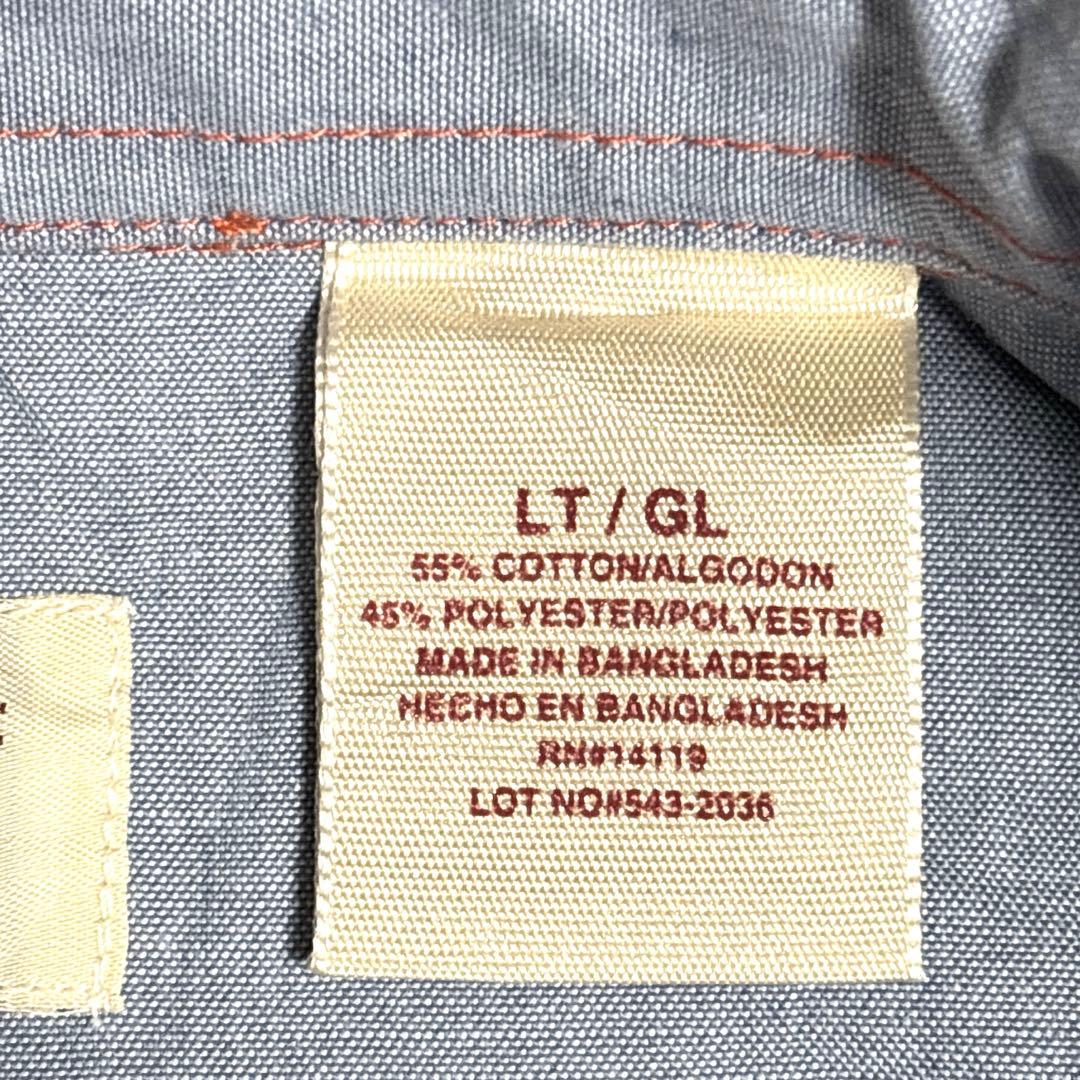 LT / GL
55% COTTON/ALGODON
45% POLYESTER/POLYESTER
MADE IN BANGLADESH
HECHO EN BANGLADESH
RN#14119
LOT NO#543-2036